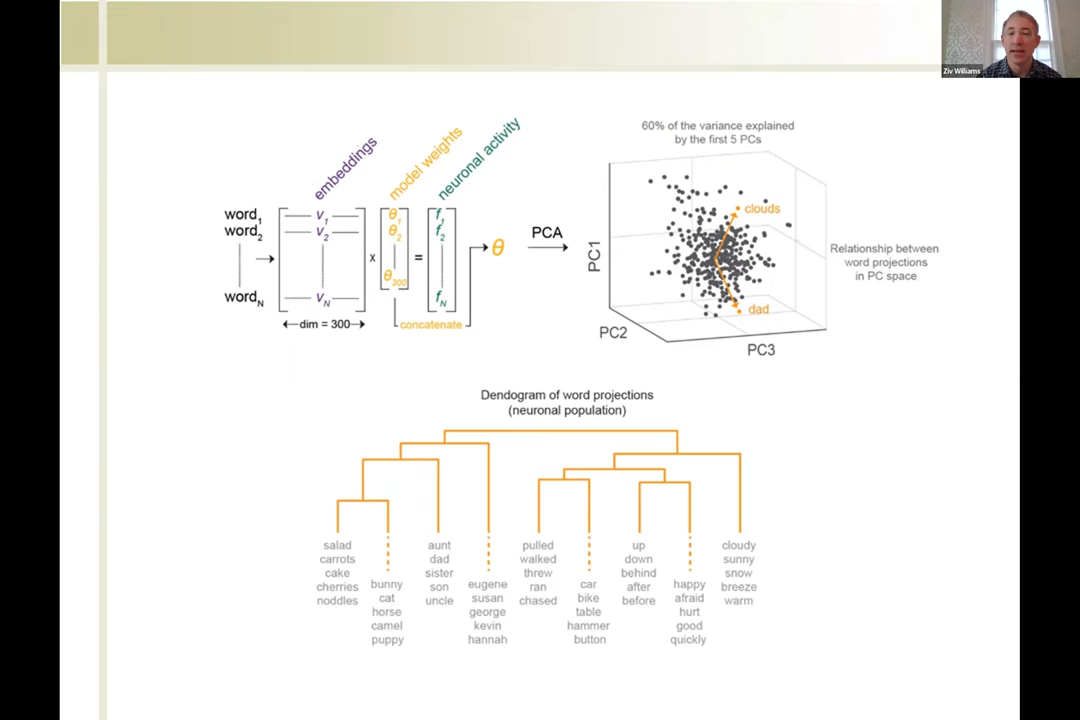 Ziv Williams
embeddings
model weights
neuronal activity
word1
word2
wordN
V1
V2
VN
x
θ1
θ2
θ300
=
f1
f2
fN
dim = 300
concatenate
θ
PCA
60% of the variance explained
by the first 5 PCs
clouds
dad
PC1
PC2
PC3
Relationship between
word projections
in PC space
Dendogram of word projections
(neuronal population)
salad
carrots
cake
cherries
noddles
bunny
cat
horse
camel
puppy
aunt
dad
sister
son
uncle
eugene
susan
george
kevin
hannah
pulled
walked
threw
ran
chased
car
bike
table
hammer
button
up
down
behind
after
before
happy
afraid
hurt
good
quickly
cloudy
sunny
snow
breeze
warm